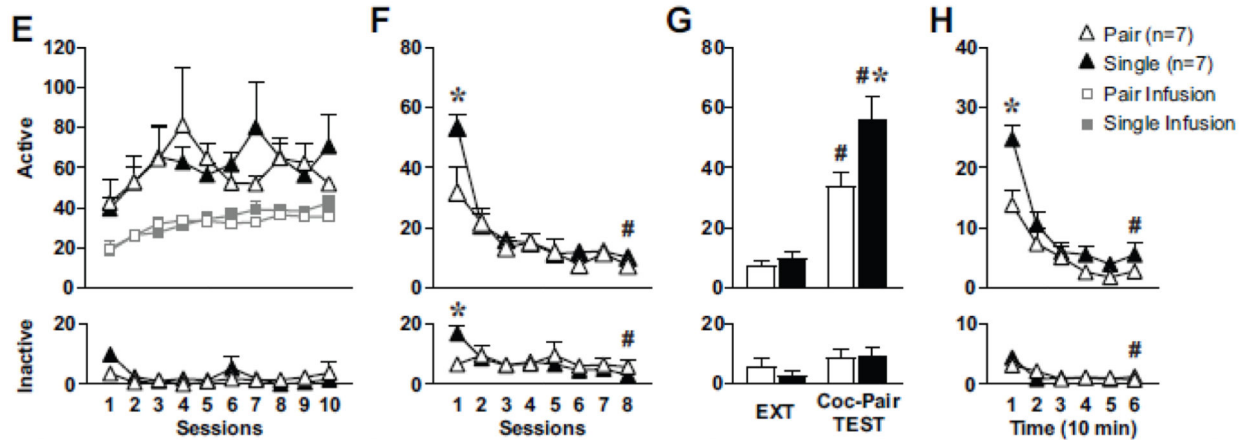 E
F
G
H
Pair (n=7)
Single (n=7)
Pair Infusion
Single Infusion
Active
120
100
80
60
40
20
0
80
60
40
20
0
80
60
40
20
0
40
30
20
10
0
*
#
#
#*
*
#
Inactive
20
0
20
0
20
0
10
0
*
#
#
1 2 3 4 5 6 7 8 9 10
Sessions
1 2 3 4 5 6 7 8
Sessions
EXT
Coc-Pair
TEST
1 2 3 4 5 6
Time (10 min)